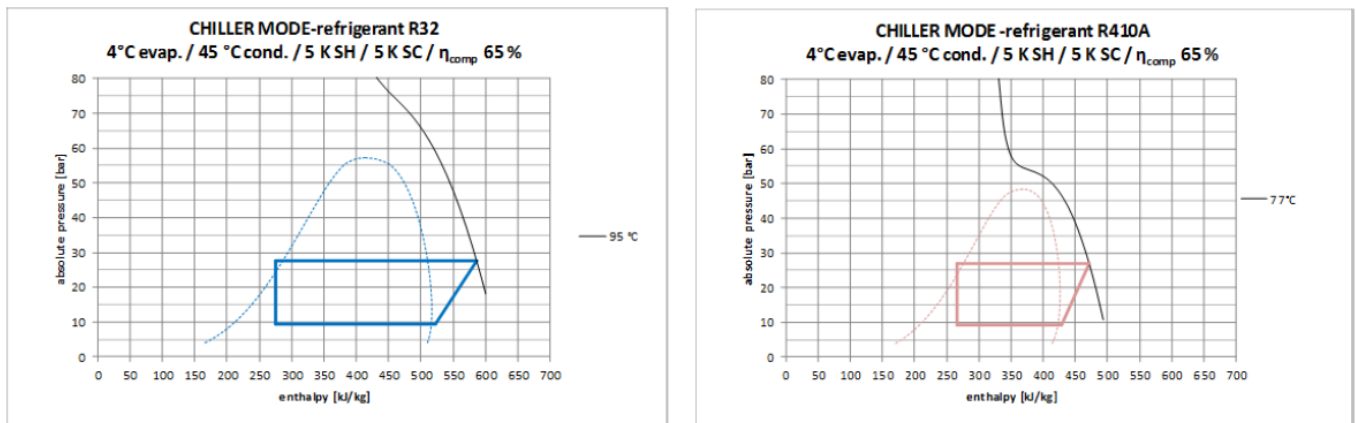 CHILLER MODE-refrigerant R32
4°C evap. / 45 °C cond. / 5 K SH / 5 K SC / ηcomp 65 %
absolute pressure [bar]
80
70
60
50
40
30
20
10
0
0 50 100 150 200 250 300 350 400 450 500 550 600 650 700
enthalpy [kJ/kg]
95 °C
CHILLER MODE -refrigerant R410A
4°C evap. / 45 °C cond. / 5 K SH / 5 K SC / ηcomp 65 %
absolute pressure [bar]
80
70
60
50
40
30
20
10
0
0 50 100 150 200 250 300 350 400 450 500 550 600 650 700
enthalpy [kJ/kg]
77°C